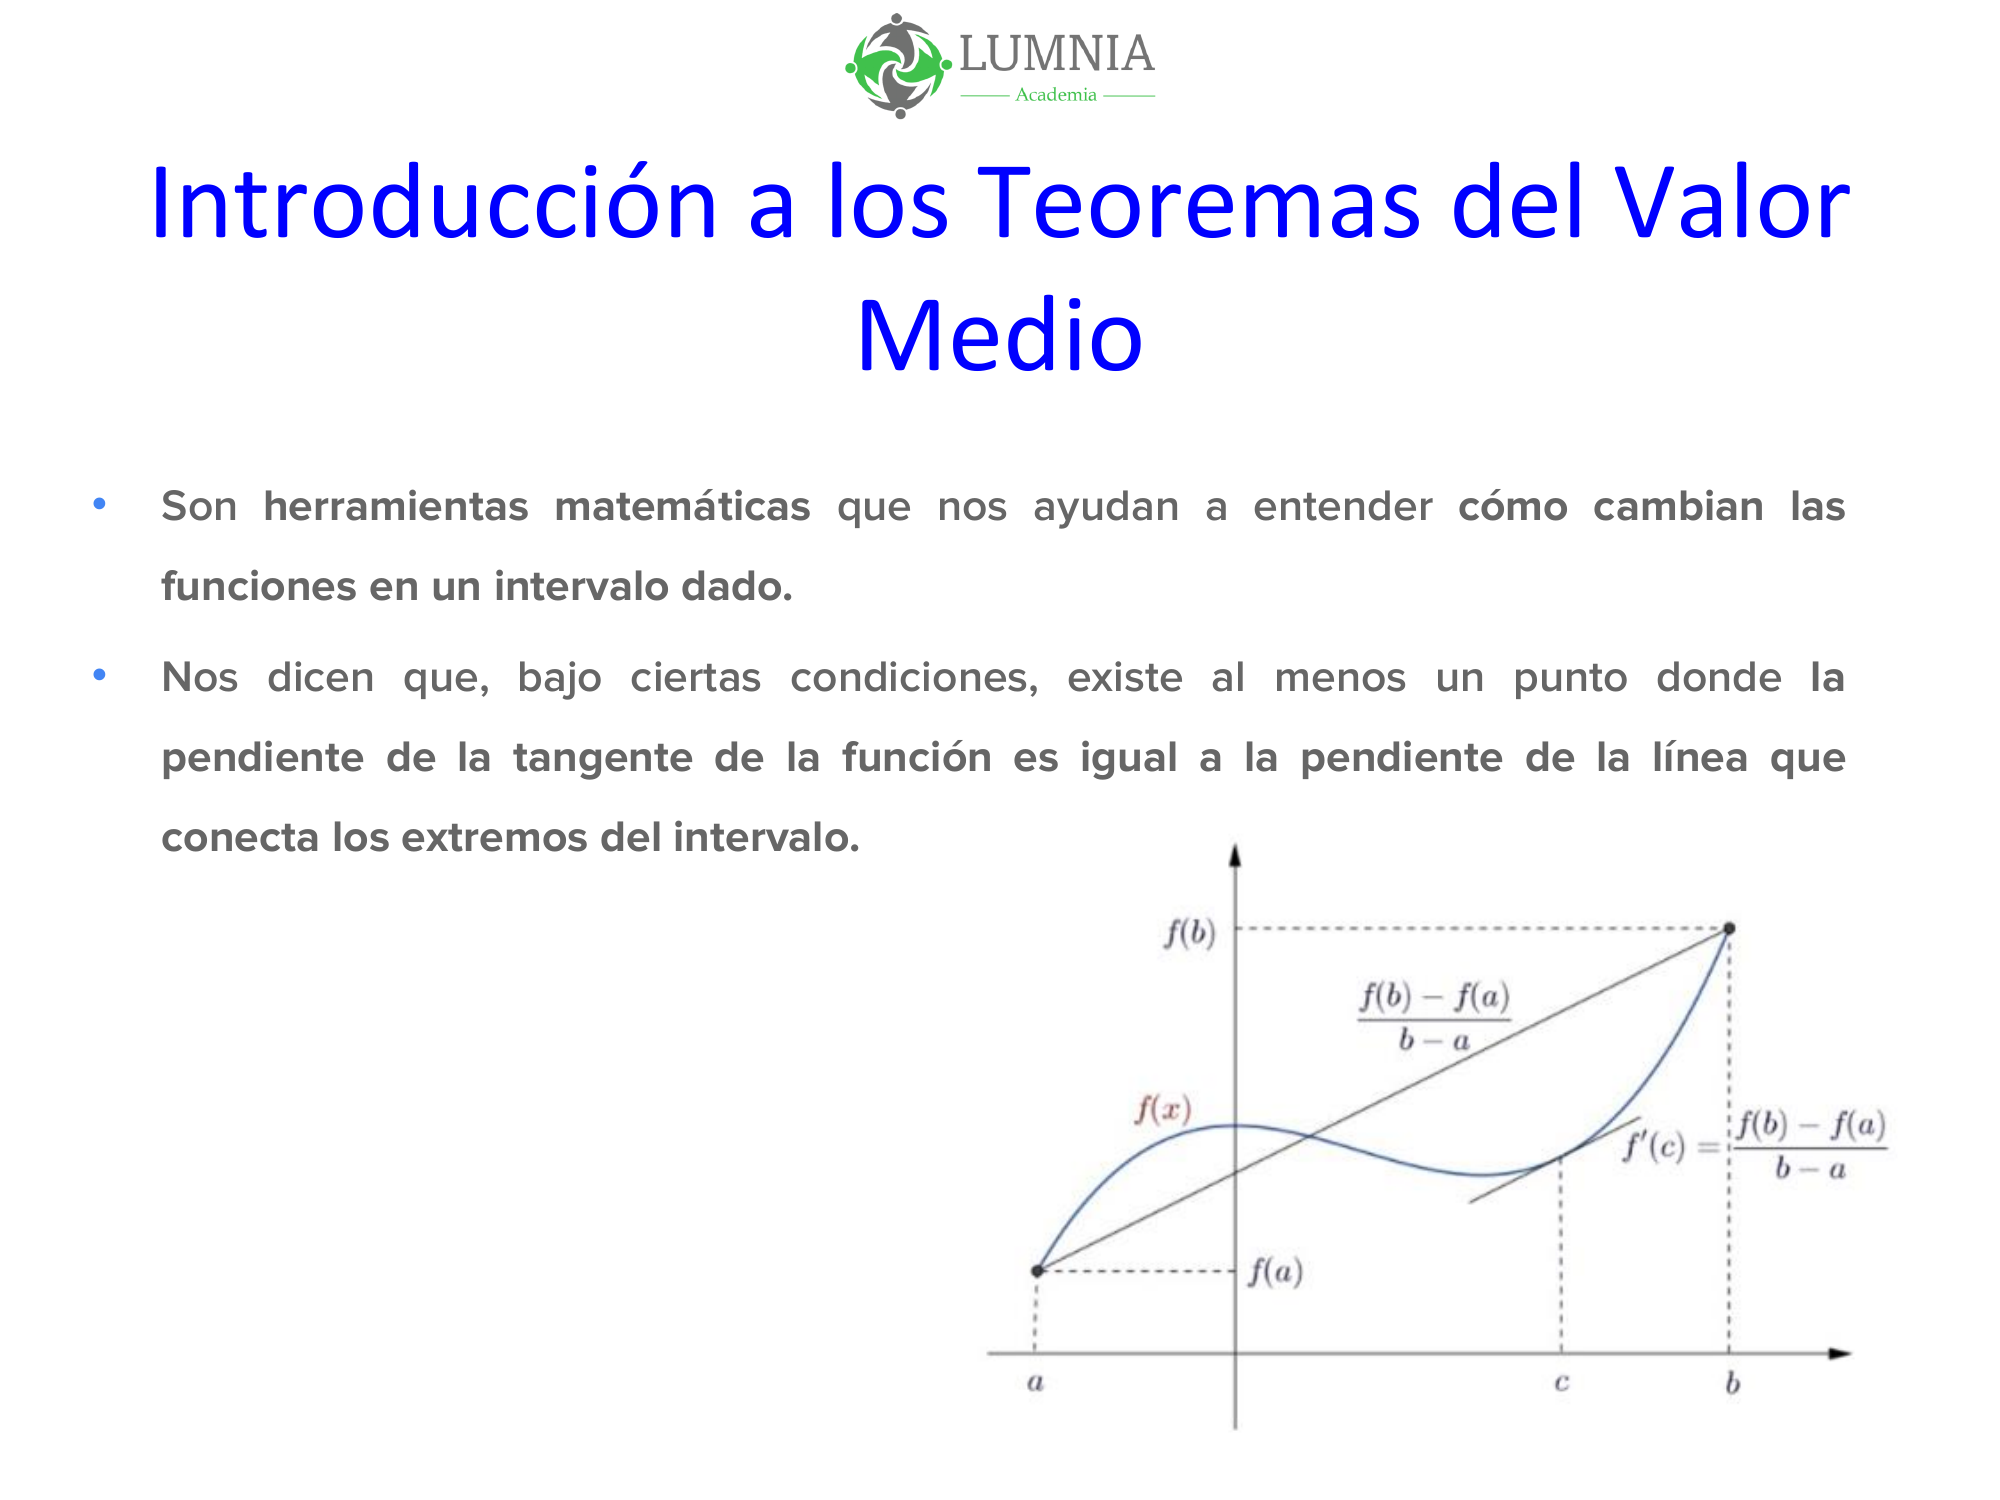 LUMNIA
Academia
Introducción a los Teoremas del Valor
Medio
• Son herramientas matemáticas que nos ayudan a entender cómo cambian las
funciones en un intervalo dado.
• Nos dicen que, bajo ciertas condiciones, existe al menos un punto donde la
pendiente de la tangente de la función es igual a la pendiente de la línea que
conecta los extremos del intervalo.
f(b)
f(b) − f(a)
b − a
f(x)
f(b) − f(a)
f′(c) =
b − a
f(a)
a
c
b